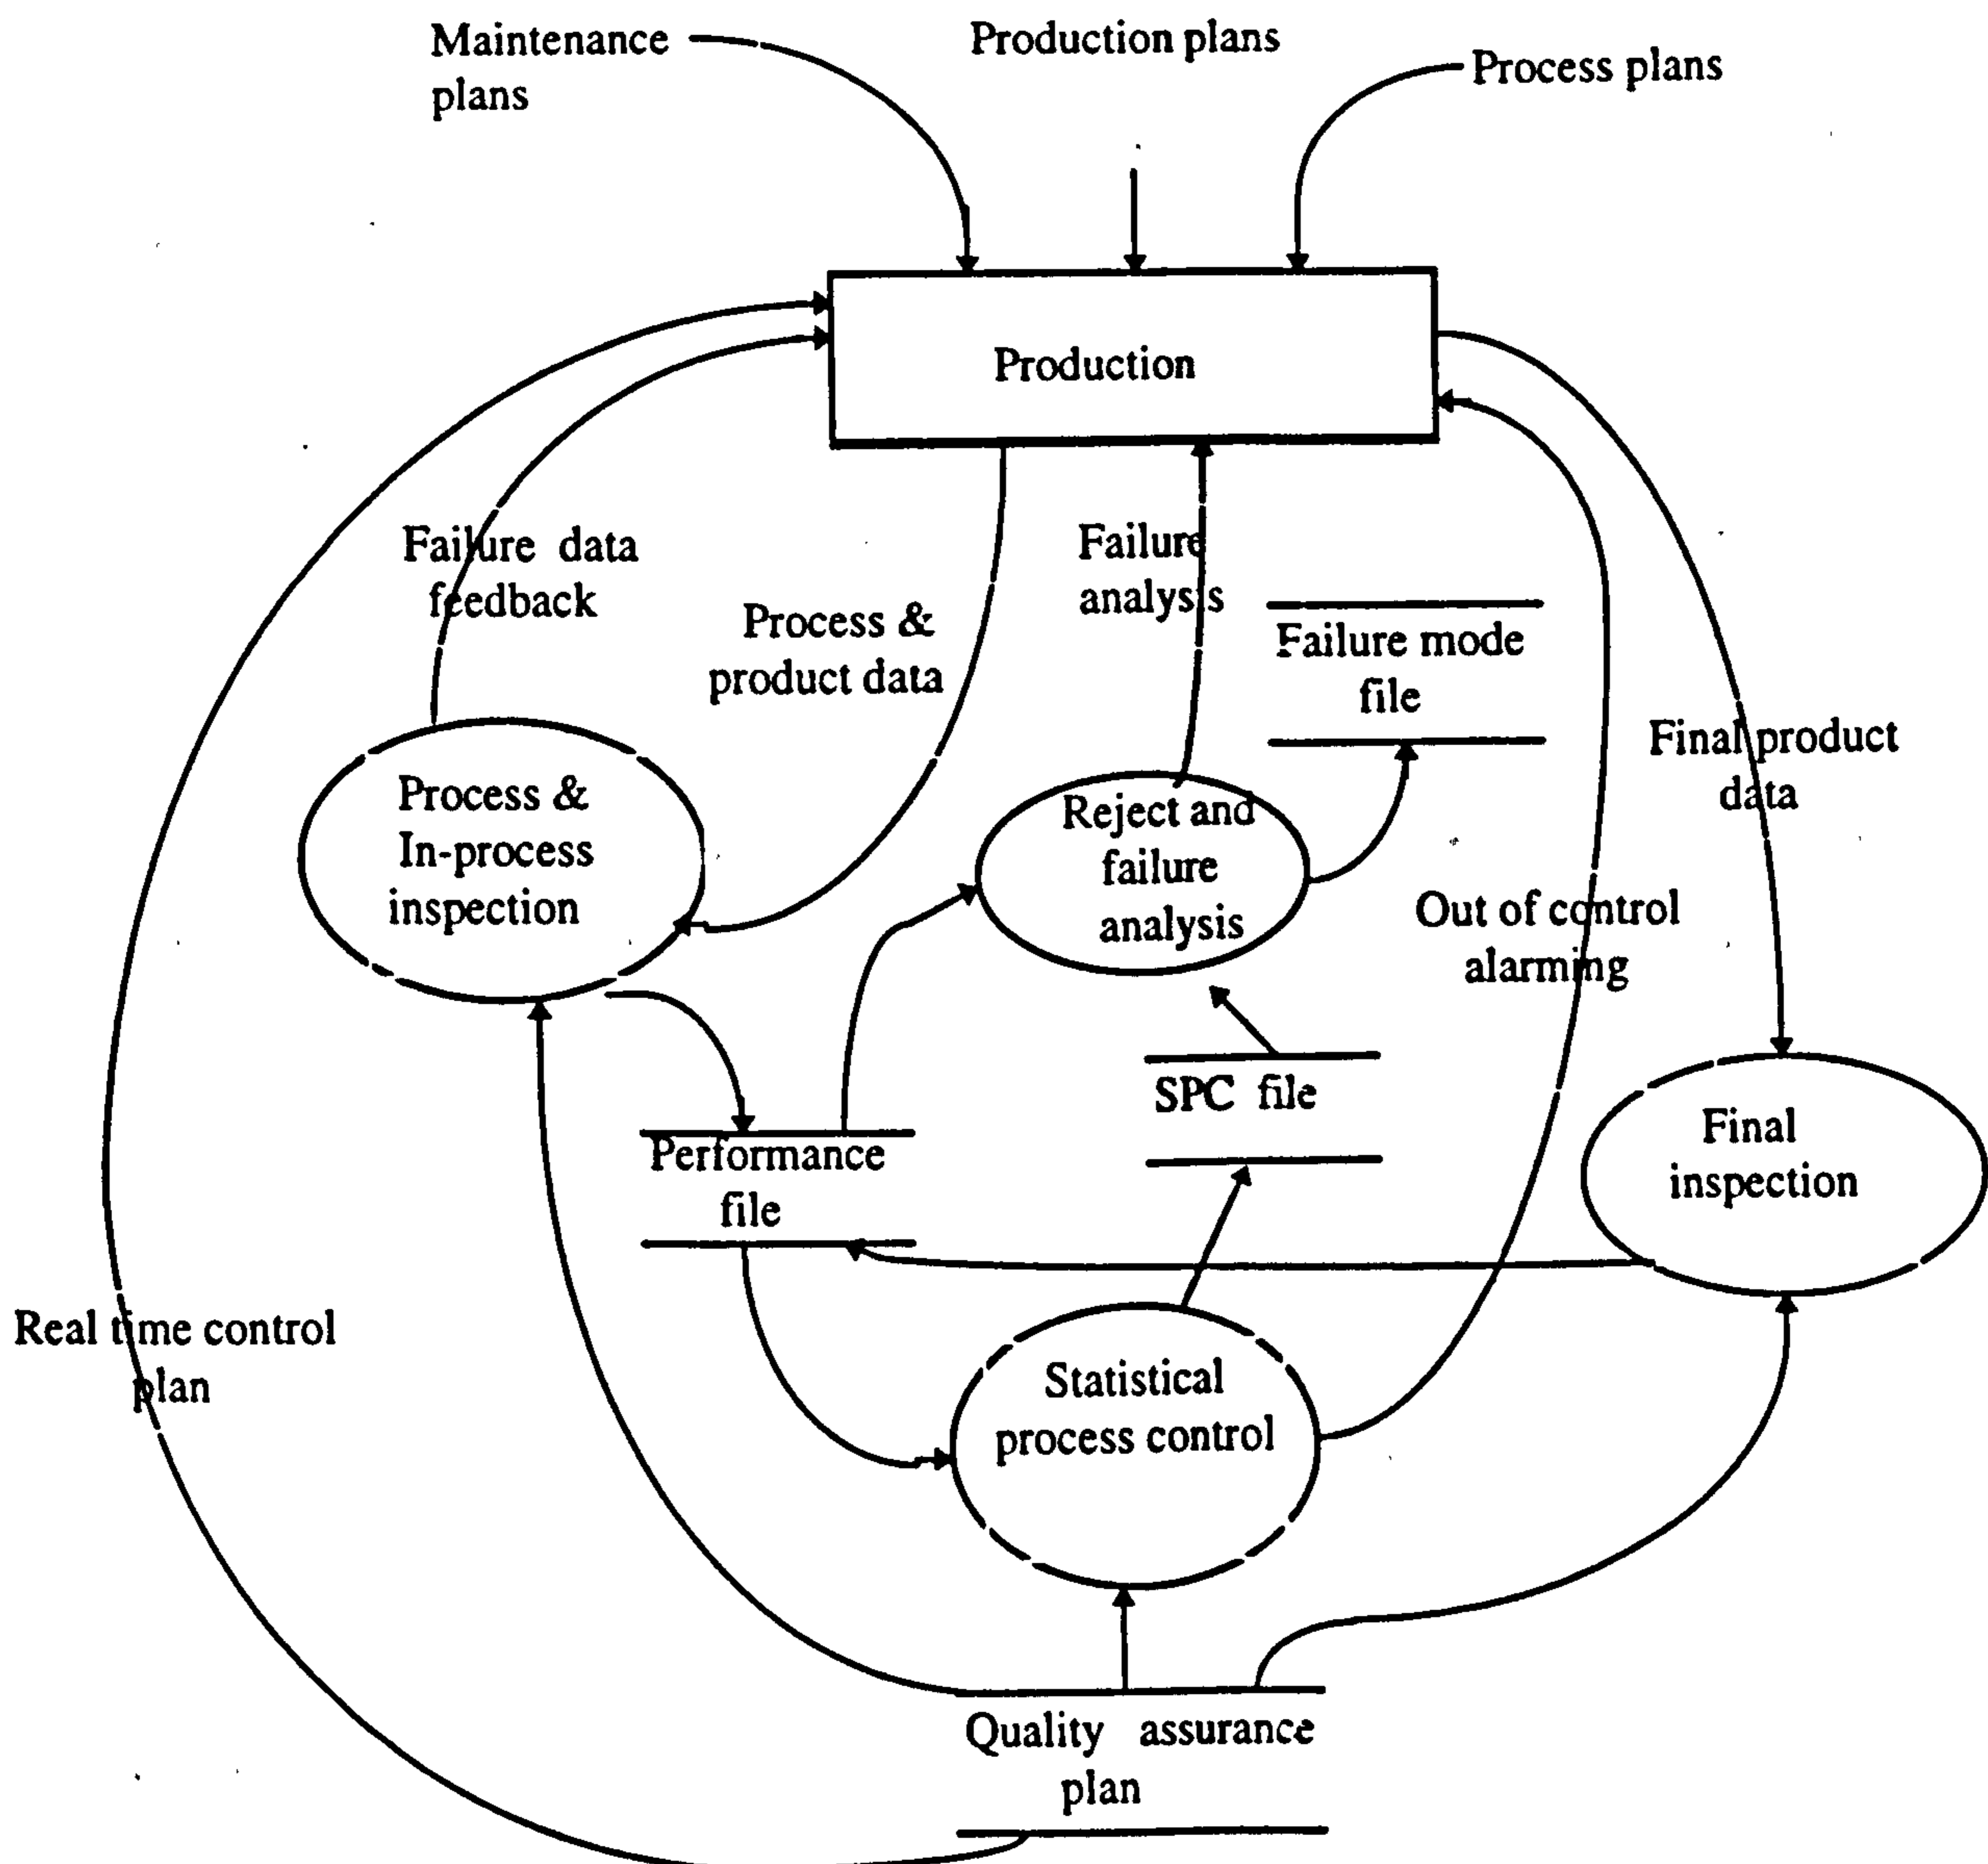 Maintenance
plans
Production plans
Process plans
Production
Failure data
feedback
Process &
product data
Failure
analysis
Failure mode
file
Final product
data
Process &
In-process
inspection
Reject and
failure
analysis
Out of control
alarming
SPC file
Performance
file
Final
inspection
Real time control
plan
Statistical
process control
Quality assurance
plan